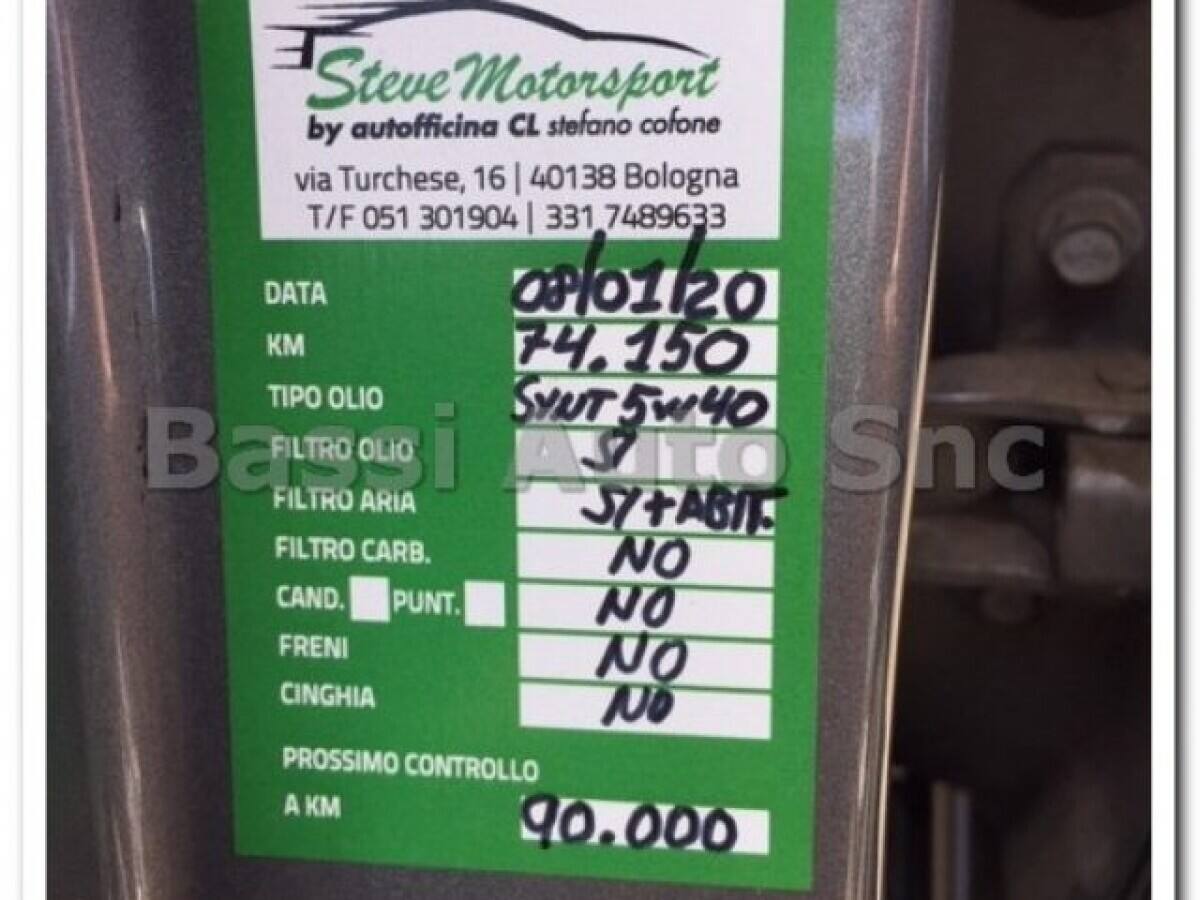 Steve Motorsport
by autofficina CL stefano cofone
via Turchese, 16 | 40138 Bologna
T/F 051 301904 | 331 7489633
DATA 08/01/20
KM 74.150
TIPO OLIO SYNT 5W40
Bassi Auto Snc
FILTRO OLIO SI
FILTRO ARIA SI + ABIT.
FILTRO CARB. NO
CAND. PUNT. NO
FRENI NO
CINGHIA NO
PROSSIMO CONTROLLO
A KM 90.000